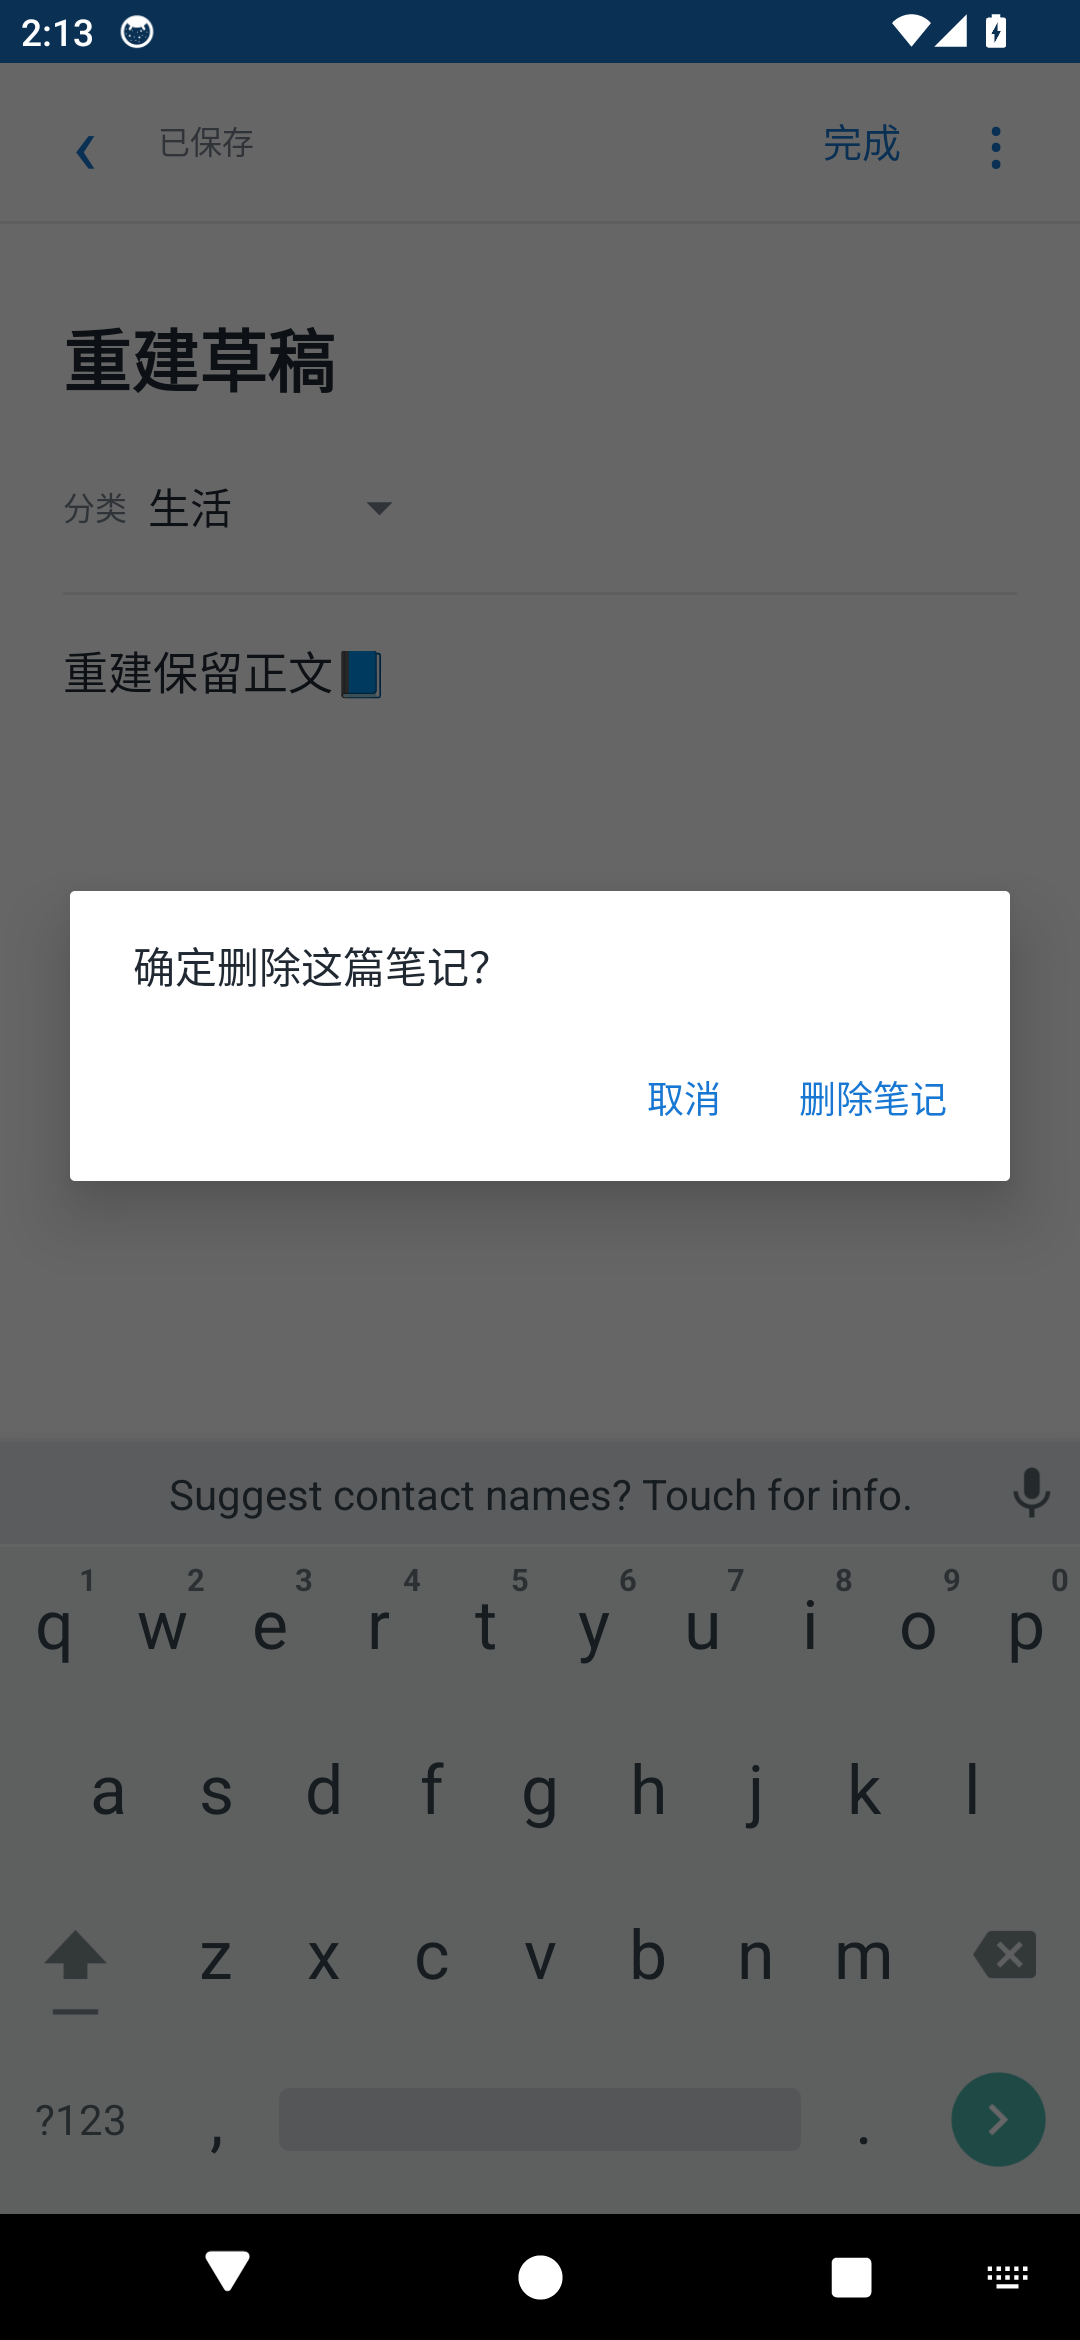 2:13
已保存 完成
重建草稿
分类 生活
重建保留正文📘
确定删除这篇笔记？
取消 删除笔记
Suggest contact names? Touch for info.
1 2 3 4 5 6 7 8 9 0
q w e r t y u i o p
a s d f g h j k l
z x c v b n m
?123 , .